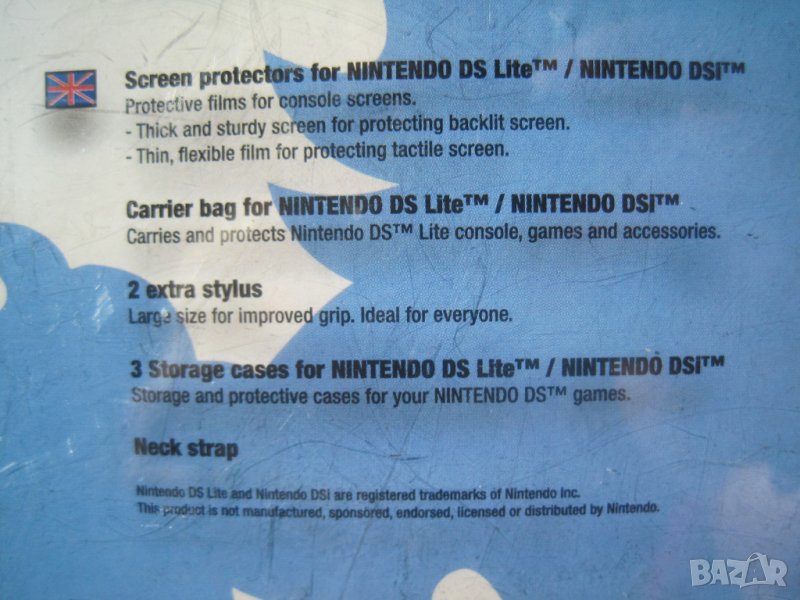 Screen protectors for NINTENDO DS Lite™ / NINTENDO DSI™
Protective films for console screens.
- Thick and sturdy screen for protecting backlit screen.
- Thin, flexible film for protecting tactile screen.
Carrier bag for NINTENDO DS Lite™ / NINTENDO DSI™
Carries and protects Nintendo DS™ Lite console, games and accessories.
2 extra stylus
Large size for improved grip. Ideal for everyone.
3 Storage cases for NINTENDO DS Lite™ / NINTENDO DSI™
Storage and protective cases for your NINTENDO DS™ games.
Neck strap
Nintendo DS Lite and Nintendo DSI are registered trademarks of Nintendo Inc.
This product is not manufactured, sponsored, endorsed, licensed or distributed by Nintendo.
BAZAR